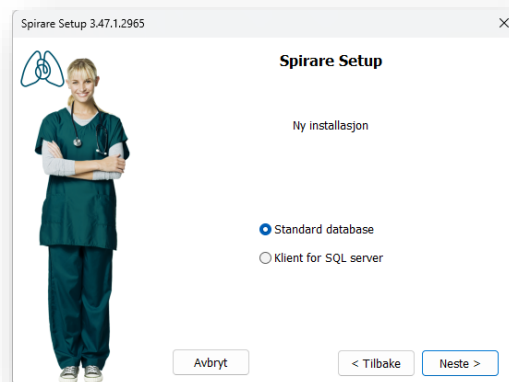 Spirare Setup 3.47.1.2965
Spirare Setup
Ny installasjon
Standard database
Klient for SQL server
Avbryt
< Tilbake
Neste >